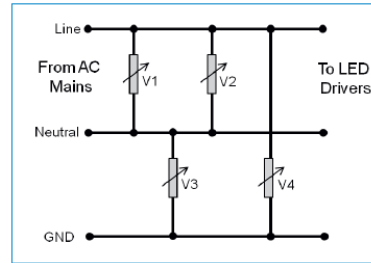 Line
From AC
Mains
V1
V2
To LED
Drivers
Neutral
V3
V4
GND